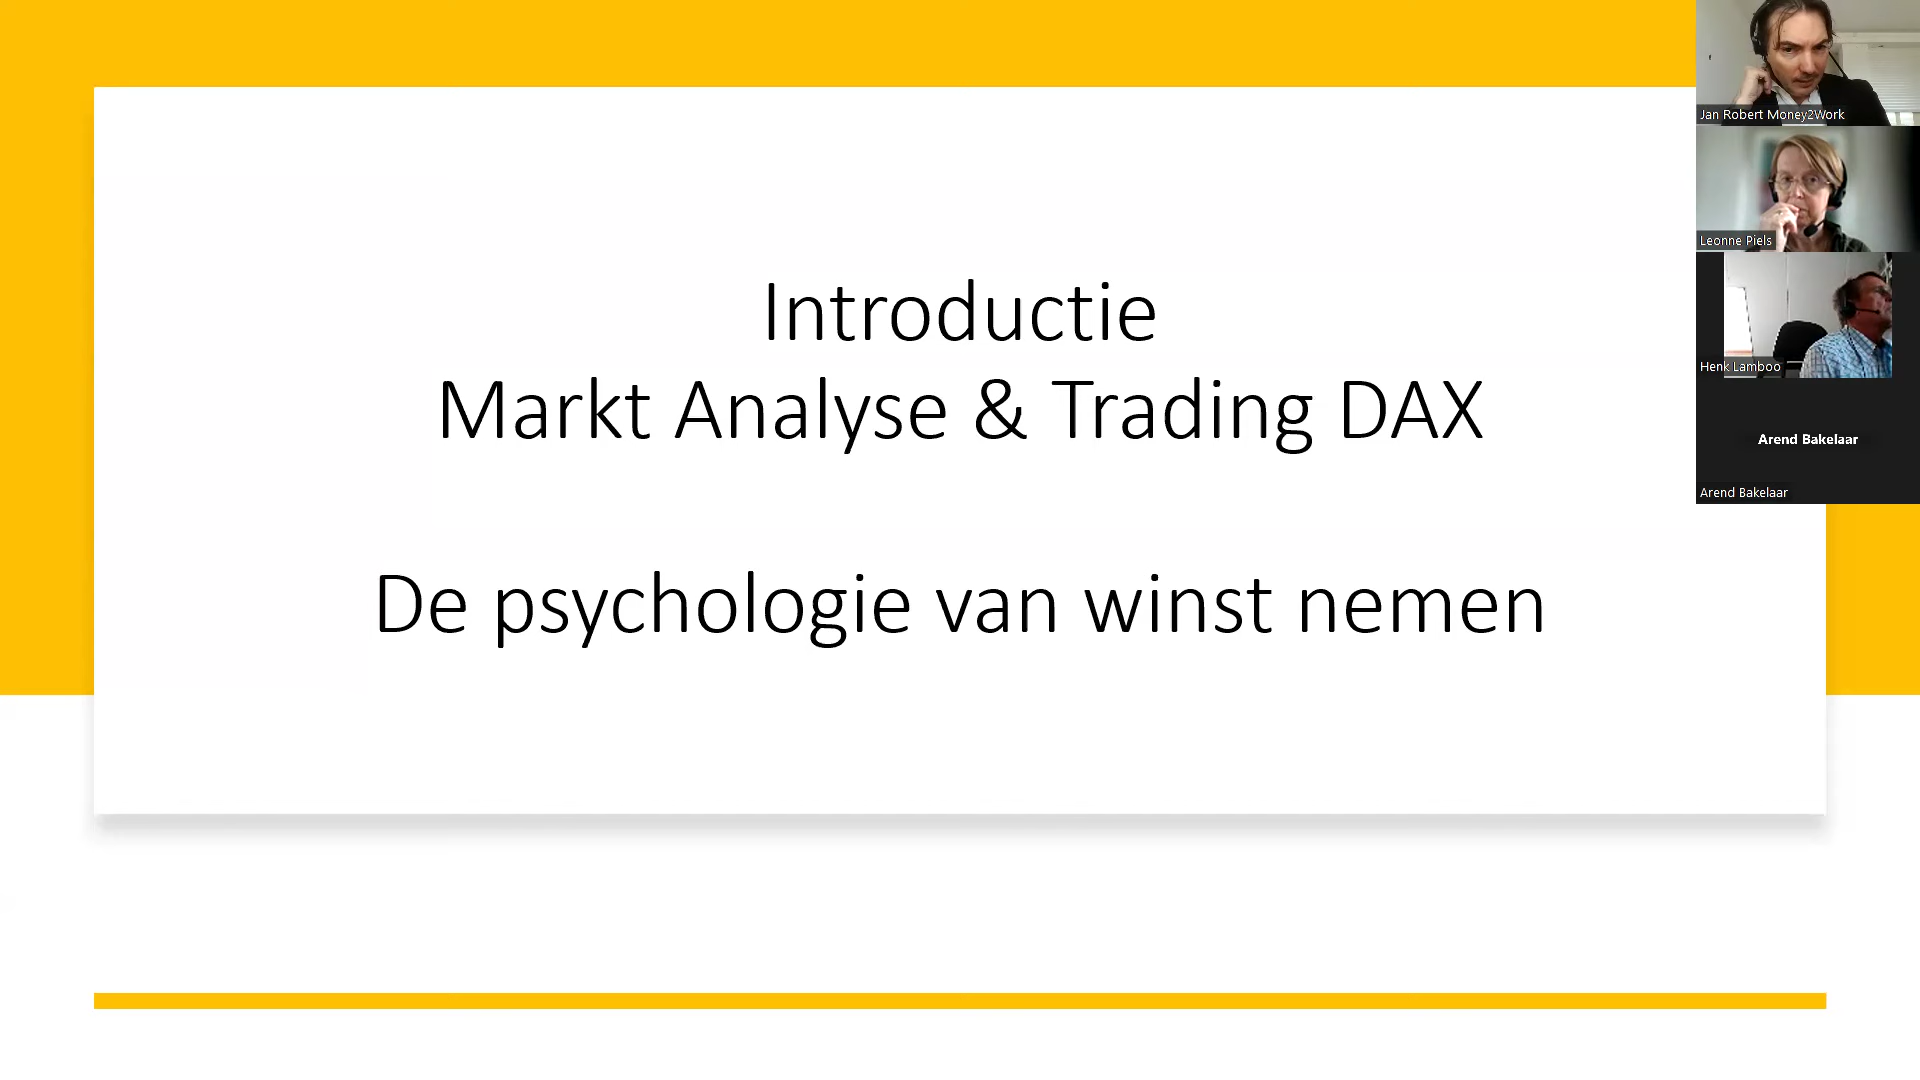 Introductie
Markt Analyse & Trading DAX
De psychologie van winst nemen
Jan Robert Money2Work
Leonne Piels
Henk Lamboo
Arend Bakelaar
Arend Bakelaar